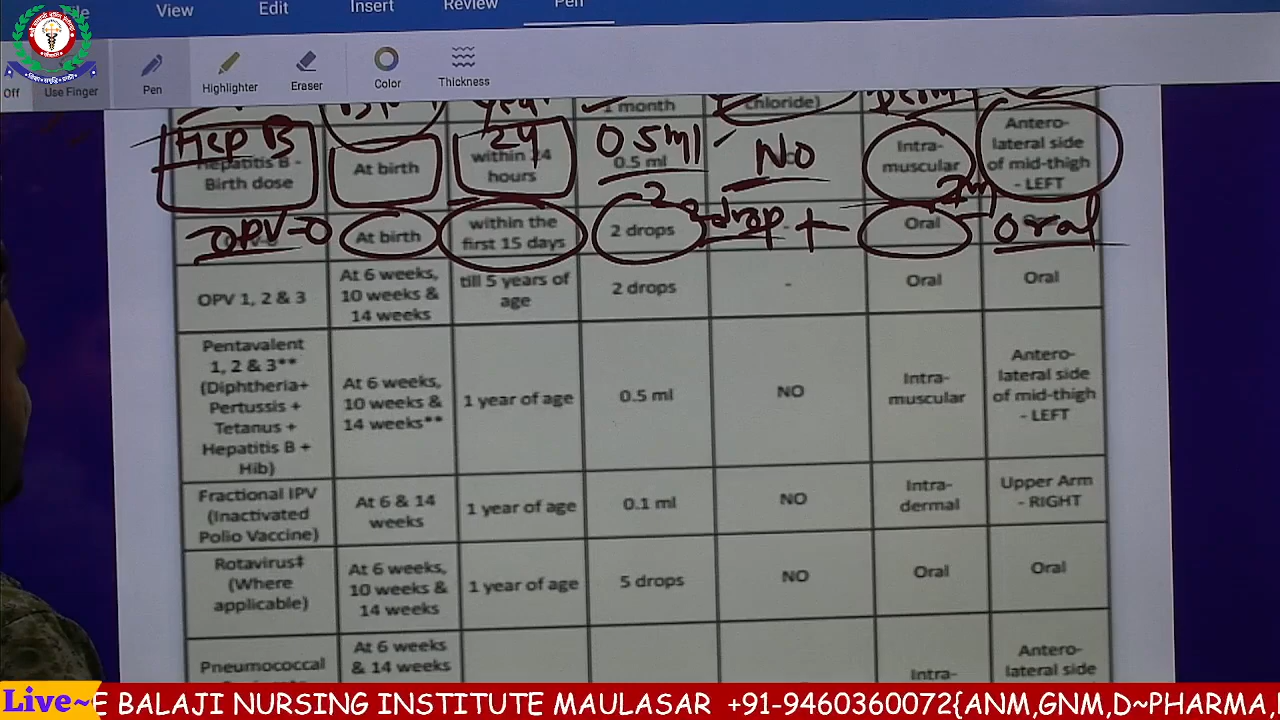 View Edit Insert Review Pen
Off Use Finger Pen Highlighter Eraser Color Thickness
year 1 month chloride)
Hep B 24 0.5ml NO
Hepatitis B - Birth dose
At birth
within 24 hours
0.5 ml
Intra-muscular
Antero-lateral side of mid-thigh - LEFT
OPV-0 2 drop + oral
At birth
within the first 15 days
2 drops
Oral
OPV 1, 2 & 3
At 6 weeks, 10 weeks & 14 weeks
till 5 years of age
2 drops
-
Oral
Oral
Pentavalent 1, 2 & 3** (Diphtheria+ Pertussis + Tetanus + Hepatitis B + Hib)
At 6 weeks, 10 weeks & 14 weeks**
1 year of age
0.5 ml
NO
Intra-muscular
Antero-lateral side of mid-thigh - LEFT
Fractional IPV (Inactivated Polio Vaccine)
At 6 & 14 weeks
1 year of age
0.1 ml
NO
Intra-dermal
Upper Arm - RIGHT
Rotavirus‡ (Where applicable)
At 6 weeks, 10 weeks & 14 weeks
1 year of age
5 drops
NO
Oral
Oral
Pneumococcal
At 6 weeks & 14 weeks
Intra-
Antero-lateral side
Live~ E BALAJI NURSING INSTITUTE MAULASAR +91-9460360072{ANM,GNM,D~PHARMA,